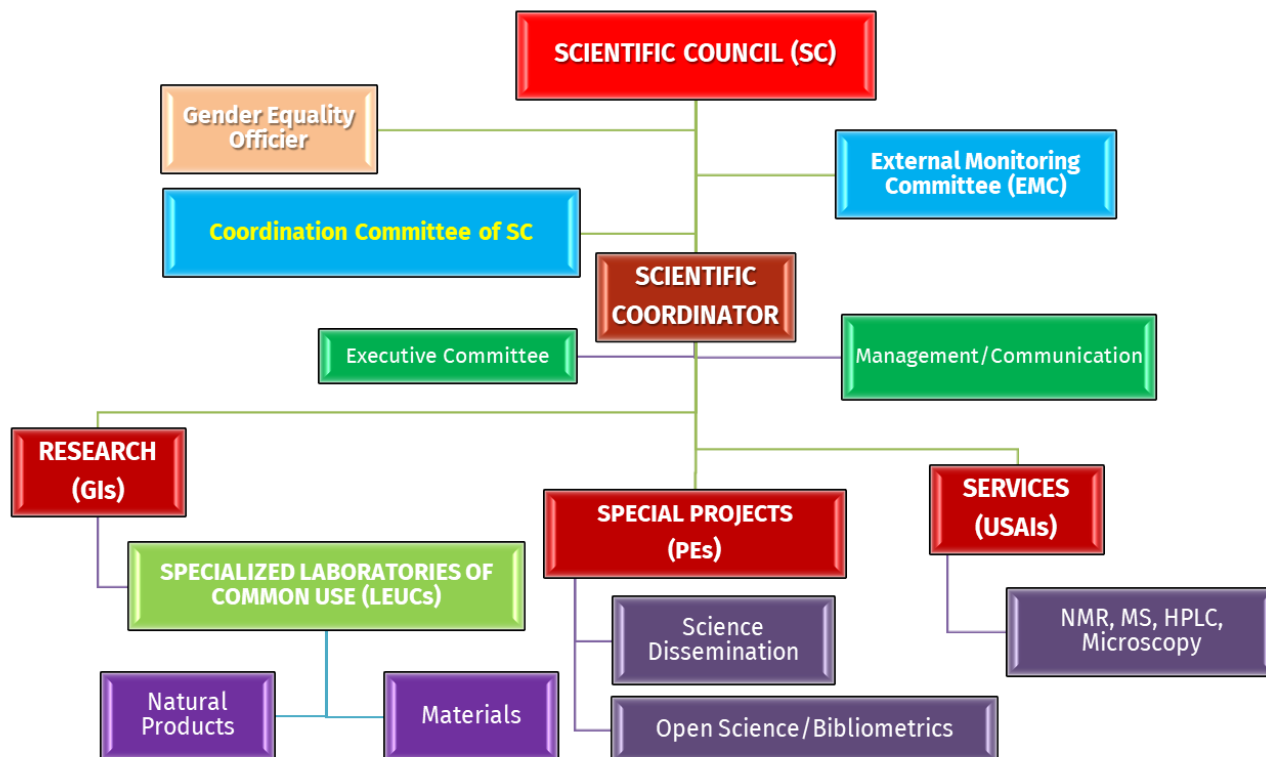 SCIENTIFIC COUNCIL (SC)
Gender Equality
Officier
External Monitoring
Committee (EMC)
Coordination Committee of SC
SCIENTIFIC
COORDINATOR
Executive Committee
Management/Communication
RESEARCH
(GIs)
SPECIAL PROJECTS
(PEs)
SERVICES
(USAIs)
SPECIALIZED LABORATORIES OF
COMMON USE (LEUCs)
Science
Dissemination
NMR, MS, HPLC,
Microscopy
Natural
Products
Materials
Open Science/Bibliometrics